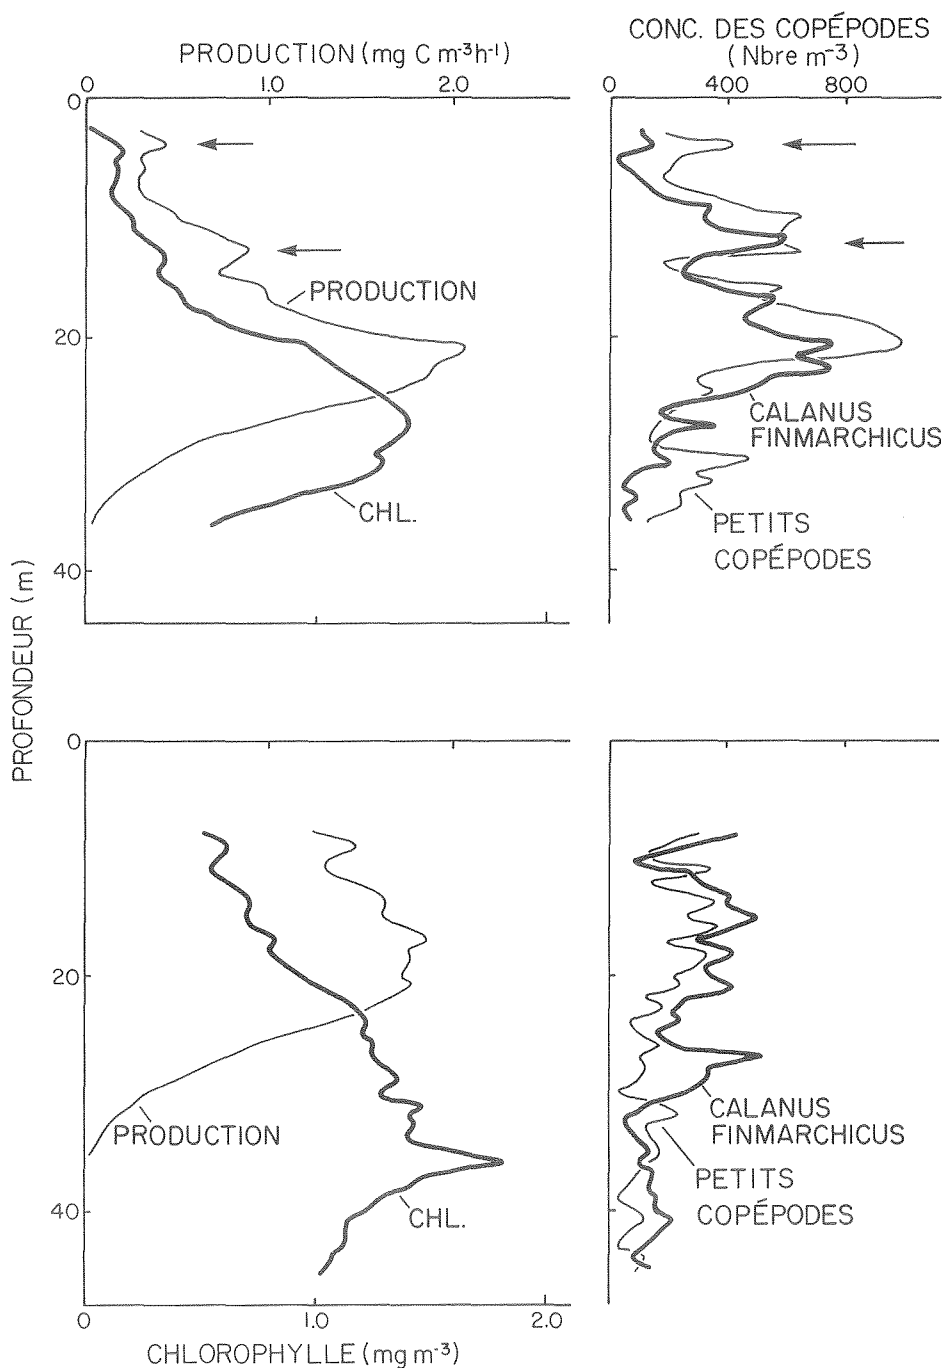 PRODUCTION (mg C m⁻³h⁻¹)
CONC. DES COPÉPODES
(Nbre m⁻³)
0 1.0 2.0
0 400 800
0
PRODUCTION
20
CALANUS
FINMARCHICUS
CHL.
PETITS
COPÉPODES
40
PROFONDEUR (m)
0
20
CALANUS
FINMARCHICUS
PRODUCTION
PETITS
COPÉPODES
CHL.
40
0 1.0 2.0
CHLOROPHYLLE (mg m⁻³)